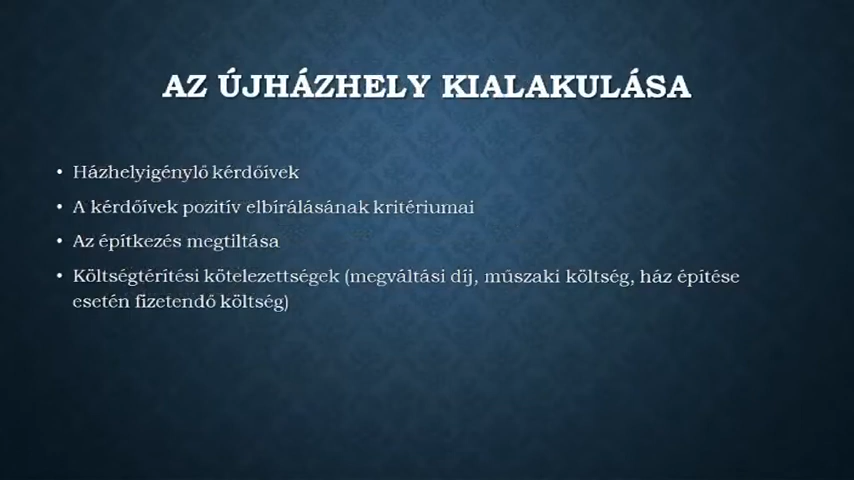 AZ ÚJHÁZHELY KIALAKULÁSA
• Házhelyigénylő kérdőívek
• A kérdőívek pozitív elbírálásának kritériumai
• Az építkezés megtiltása
• Költségtérítési kötelezettségek (megváltási díj, műszaki költség, ház építése
esetén fizetendő költség)